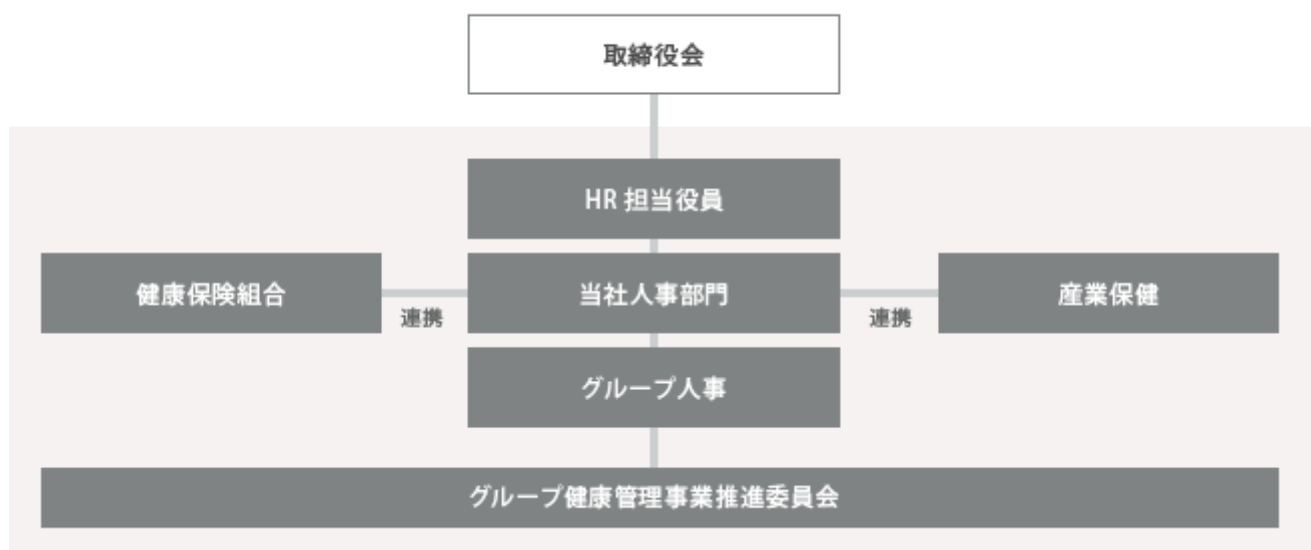 取締役会
HR 担当役員
健康保険組合
連携
当社人事部門
連携
産業保健
グループ人事
グループ健康管理事業推進委員会